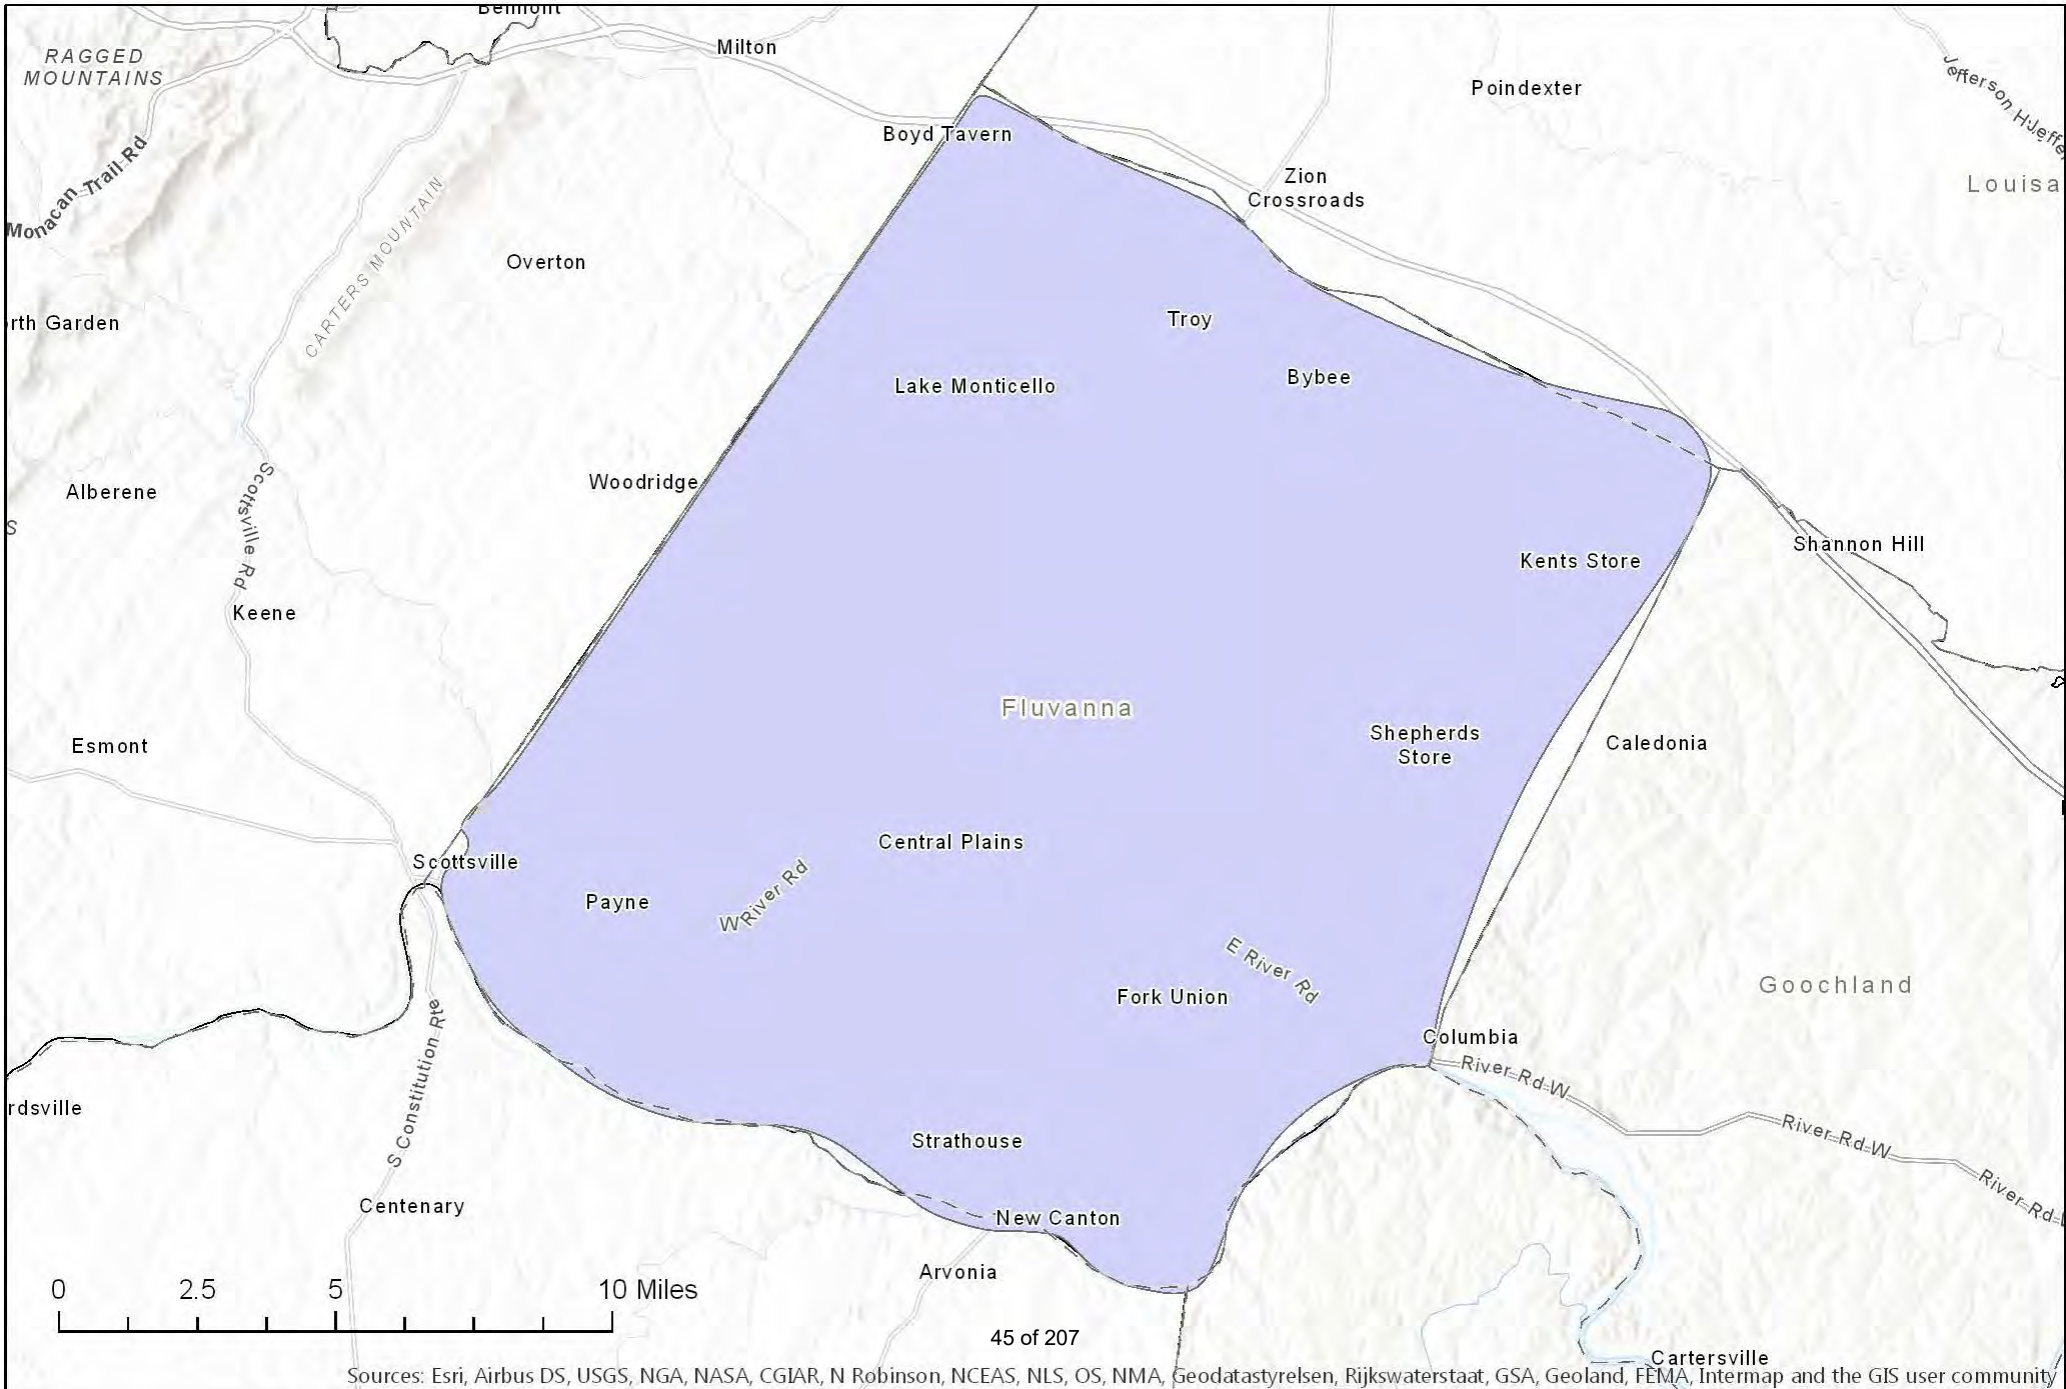 Belmont
RAGGED
MOUNTAINS
Milton
Poindexter
Jefferson H
Jeffe
Boyd Tavern
Monacan Trail Rd
Zion
Crossroads
Louisa
CARTERS MOUNTAIN
Overton
rth Garden
Troy
Bybee
Lake Monticello
Woodridge
Alberene
Scottsville Rd
S
Shannon Hill
Kents Store
Keene
Fluvanna
Shepherds
Store
Caledonia
Esmont
Central Plains
Scottsville
Payne
W River Rd
E River Rd
Goochland
Fork Union
Columbia
River Rd W
S Constitution Rte
rdsville
River Rd W
Strathouse
River Rd W
Centenary
New Canton
Arvonia
0 2.5 5 10 Miles
45 of 207
Cartersville
Sources: Esri, Airbus DS, USGS, NGA, NASA, CGIAR, N Robinson, NCEAS, NLS, OS, NMA, Geodatastyrelsen, Rijkswaterstaat, GSA, Geoland, FEMA, Intermap and the GIS user community